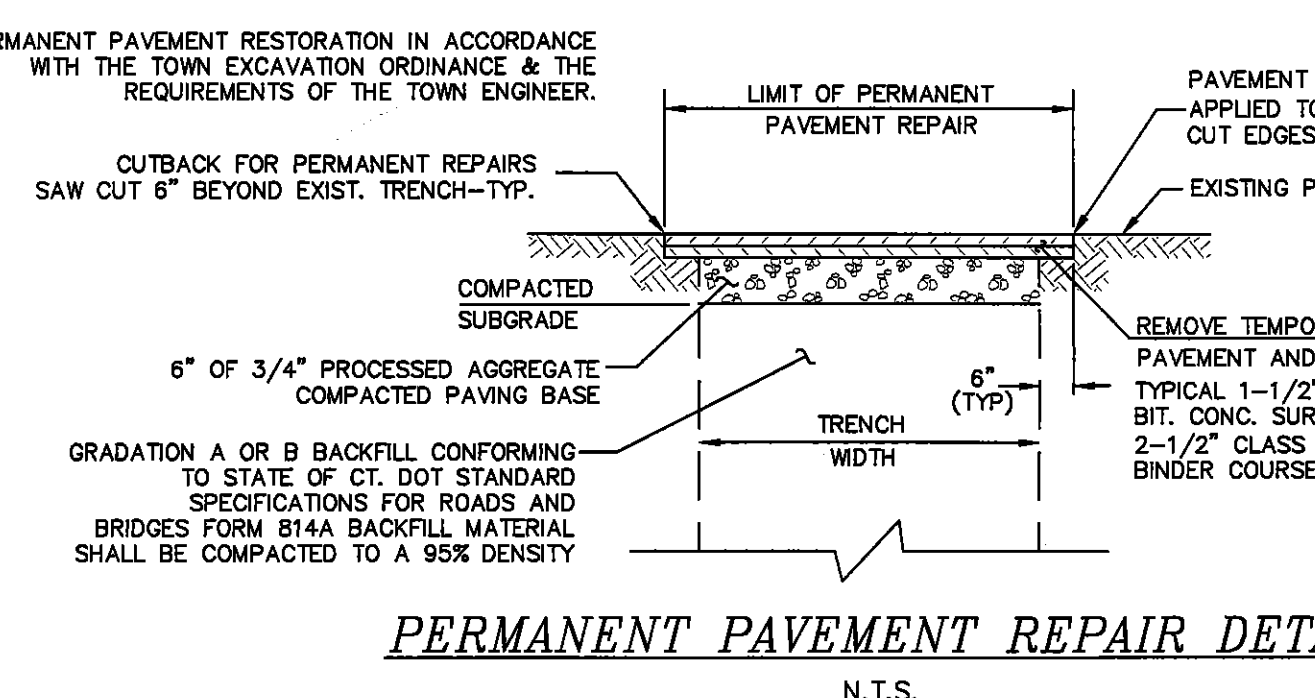 RMANENT PAVEMENT RESTORATION IN ACCORDANCE
WITH THE TOWN EXCAVATION ORDINANCE & THE
REQUIREMENTS OF THE TOWN ENGINEER.
CUTBACK FOR PERMANENT REPAIRS
SAW CUT 6" BEYOND EXIST. TRENCH-TYP.
LIMIT OF PERMANENT
PAVEMENT REPAIR
PAVEMENT
APPLIED TO
CUT EDGES
EXISTING P
COMPACTED
SUBGRADE
6" OF 3/4" PROCESSED AGGREGATE
COMPACTED PAVING BASE
GRADATION A OR B BACKFILL CONFORMING
TO STATE OF CT. DOT STANDARD
SPECIFICATIONS FOR ROADS AND
BRIDGES FORM 814A BACKFILL MATERIAL
SHALL BE COMPACTED TO A 95% DENSITY
6"
(TYP)
TRENCH
WIDTH
REMOVE TEMPO
PAVEMENT AND
TYPICAL 1-1/2"
BIT. CONC. SUR
2-1/2" CLASS
BINDER COURSE
PERMANENT PAVEMENT REPAIR DETA
N.T.S.